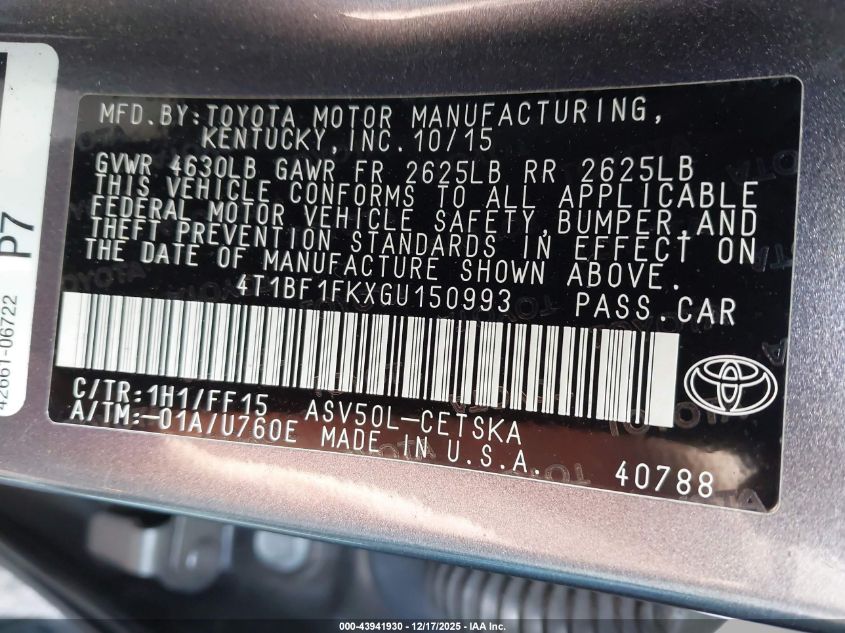 MFD.BY:TOYOTA MOTOR MANUFACTURING,
KENTUCKY,INC.10/15
GVWR 4630LB GAWR FR 2625LB RR 2625LB
THIS VEHICLE CONFORMS TO ALL APPLICABLE
FEDERAL MOTOR VEHICLE SAFETY,BUMPER,AND
THEFT PREVENTION STANDARDS IN EFFECT ON
THE DATE OF MANUFACTURE SHOWN ABOVE.
4T1BF1FKXGU150993 PASS.CAR
C/TR:1H1/FF15 ASV50L-CETSKA
A/TM:-01A/U760E MADE IN U.S.A.
40788
P7
42661-06722
000-43941930 - 12/17/2025 - IAAI.COM